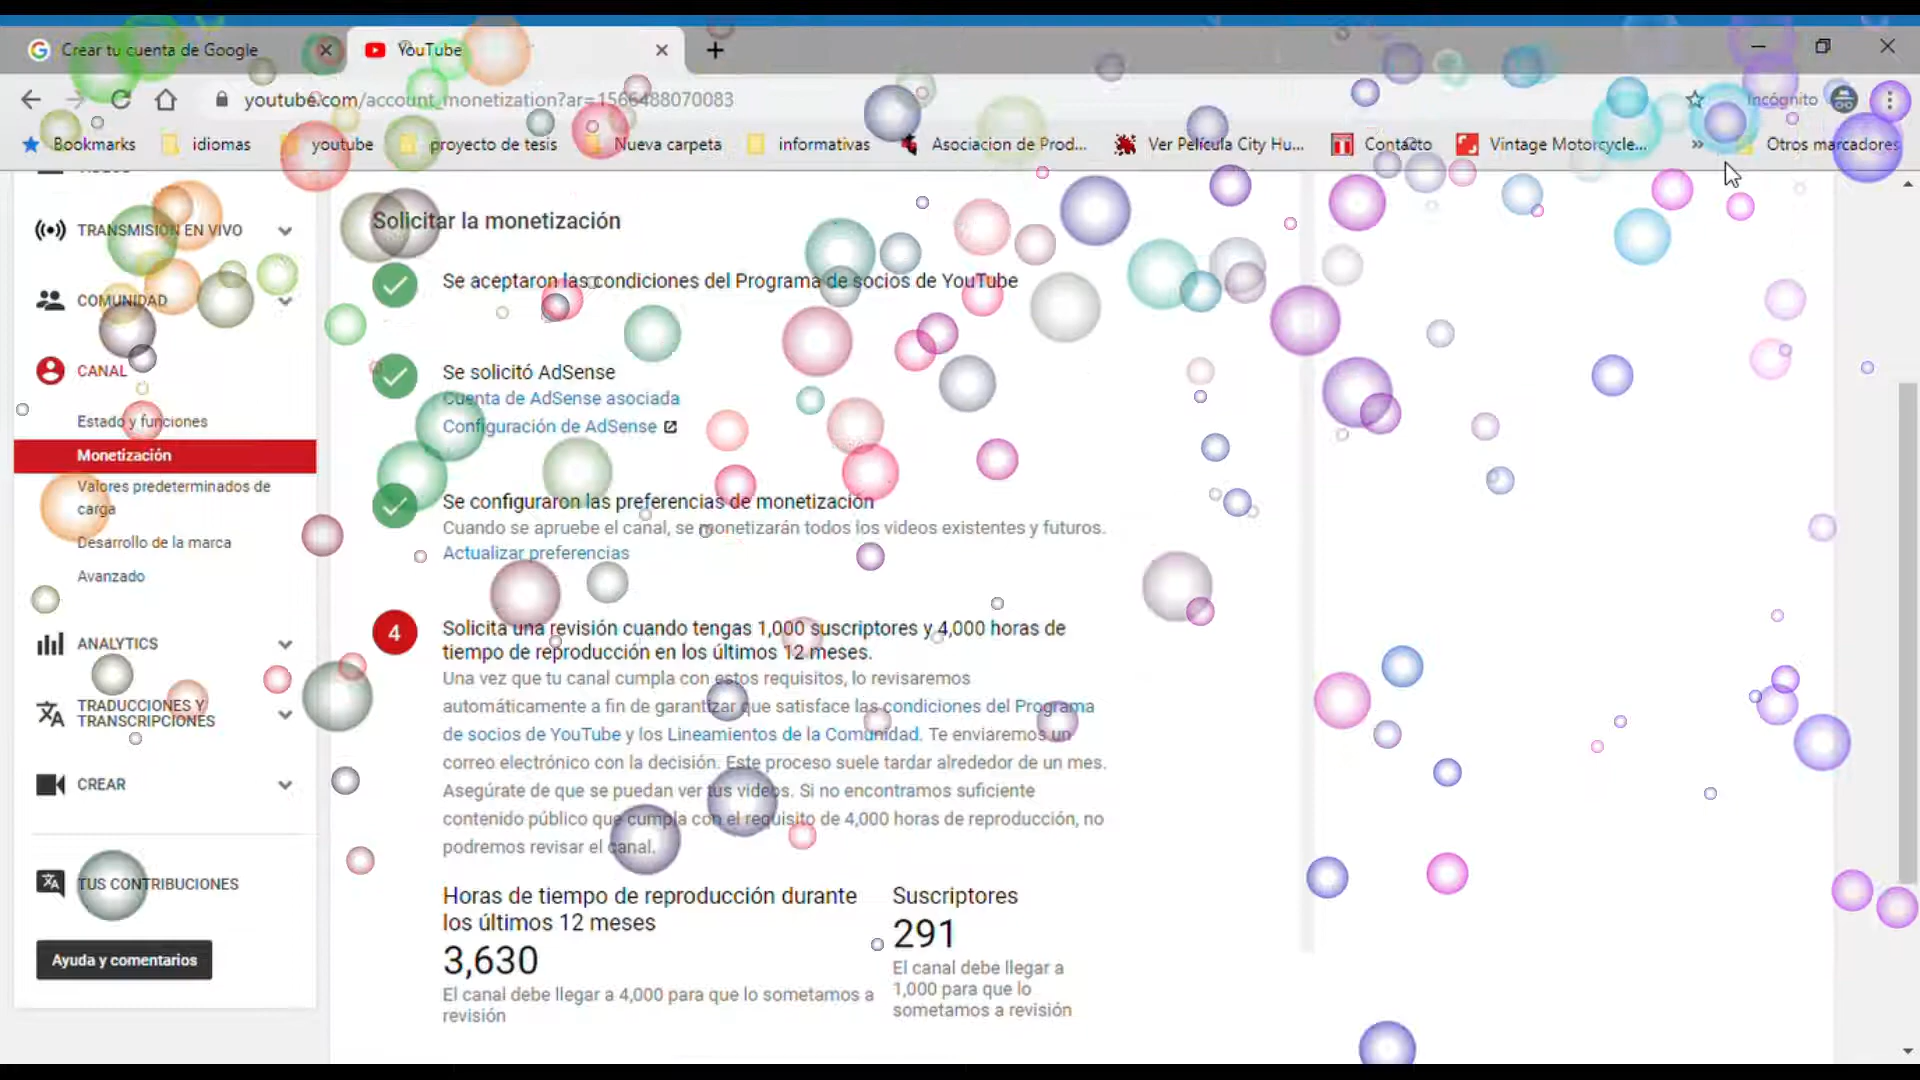 Crear tu cuenta de Google
YouTube
youtube.com/account_monetization?ar=1566488070083
Incógnito
Bookmarks
idiomas
youtube
proyecto de tesis
Nueva carpeta
informativas
Asociacion de Prod...
Ver Película City Hu...
Contacto
Vintage Motorcycle...
»
Otros marcadores
TRANSMISIÓN EN VIVO
COMUNIDAD
CANAL
Estado y funciones
Monetización
Valores predeterminados de
carga
Desarrollo de la marca
Avanzado
ANALYTICS
TRADUCCIONES Y
TRANSCRIPCIONES
CREAR
TUS CONTRIBUCIONES
Ayuda y comentarios
Solicitar la monetización
Se aceptaron las condiciones del Programa de socios de YouTube
Se solicitó AdSense
Cuenta de AdSense asociada
Configuración de AdSense
Se configuraron las preferencias de monetización
Cuando se apruebe el canal, se monetizarán todos los videos existentes y futuros.
Actualizar preferencias
4
Solicita una revisión cuando tengas 1,000 suscriptores y 4,000 horas de
tiempo de reproducción en los últimos 12 meses.
Una vez que tu canal cumpla con estos requisitos, lo revisaremos
automáticamente a fin de garantizar que satisface las condiciones del Programa
de socios de YouTube y los Lineamientos de la Comunidad. Te enviaremos un
correo electrónico con la decisión. Este proceso suele tardar alrededor de un mes.
Asegúrate de que se puedan ver tus videos. Si no encontramos suficiente
contenido público que cumpla con el requisito de 4,000 horas de reproducción, no
podremos revisar el canal.
Horas de tiempo de reproducción durante
los últimos 12 meses
3,630
El canal debe llegar a 4,000 para que lo sometamos a
revisión
Suscriptores
291
El canal debe llegar a
1,000 para que lo
sometamos a revisión